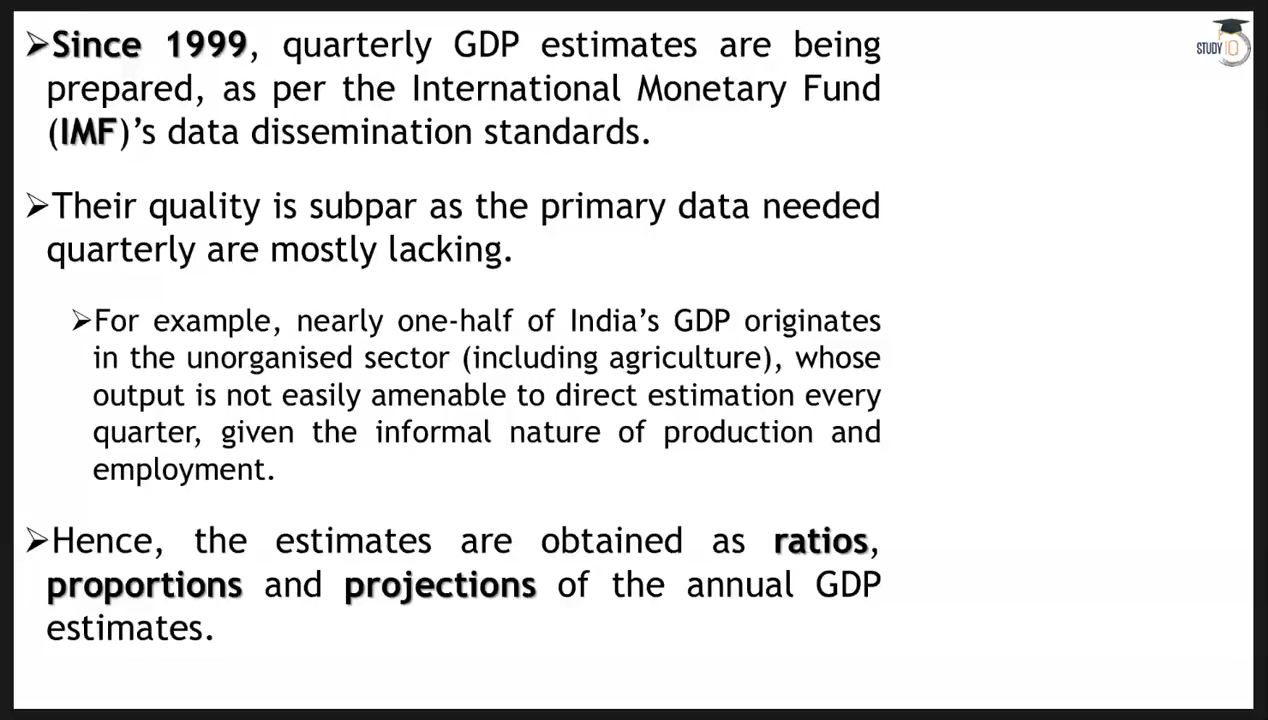 ➢Since 1999, quarterly GDP estimates are being
prepared, as per the International Monetary Fund
(IMF)’s data dissemination standards.
➢Their quality is subpar as the primary data needed
quarterly are mostly lacking.
➢For example, nearly one-half of India’s GDP originates
in the unorganised sector (including agriculture), whose
output is not easily amenable to direct estimation every
quarter, given the informal nature of production and
employment.
➢Hence, the estimates are obtained as ratios,
proportions and projections of the annual GDP
estimates.
STUDY IQ